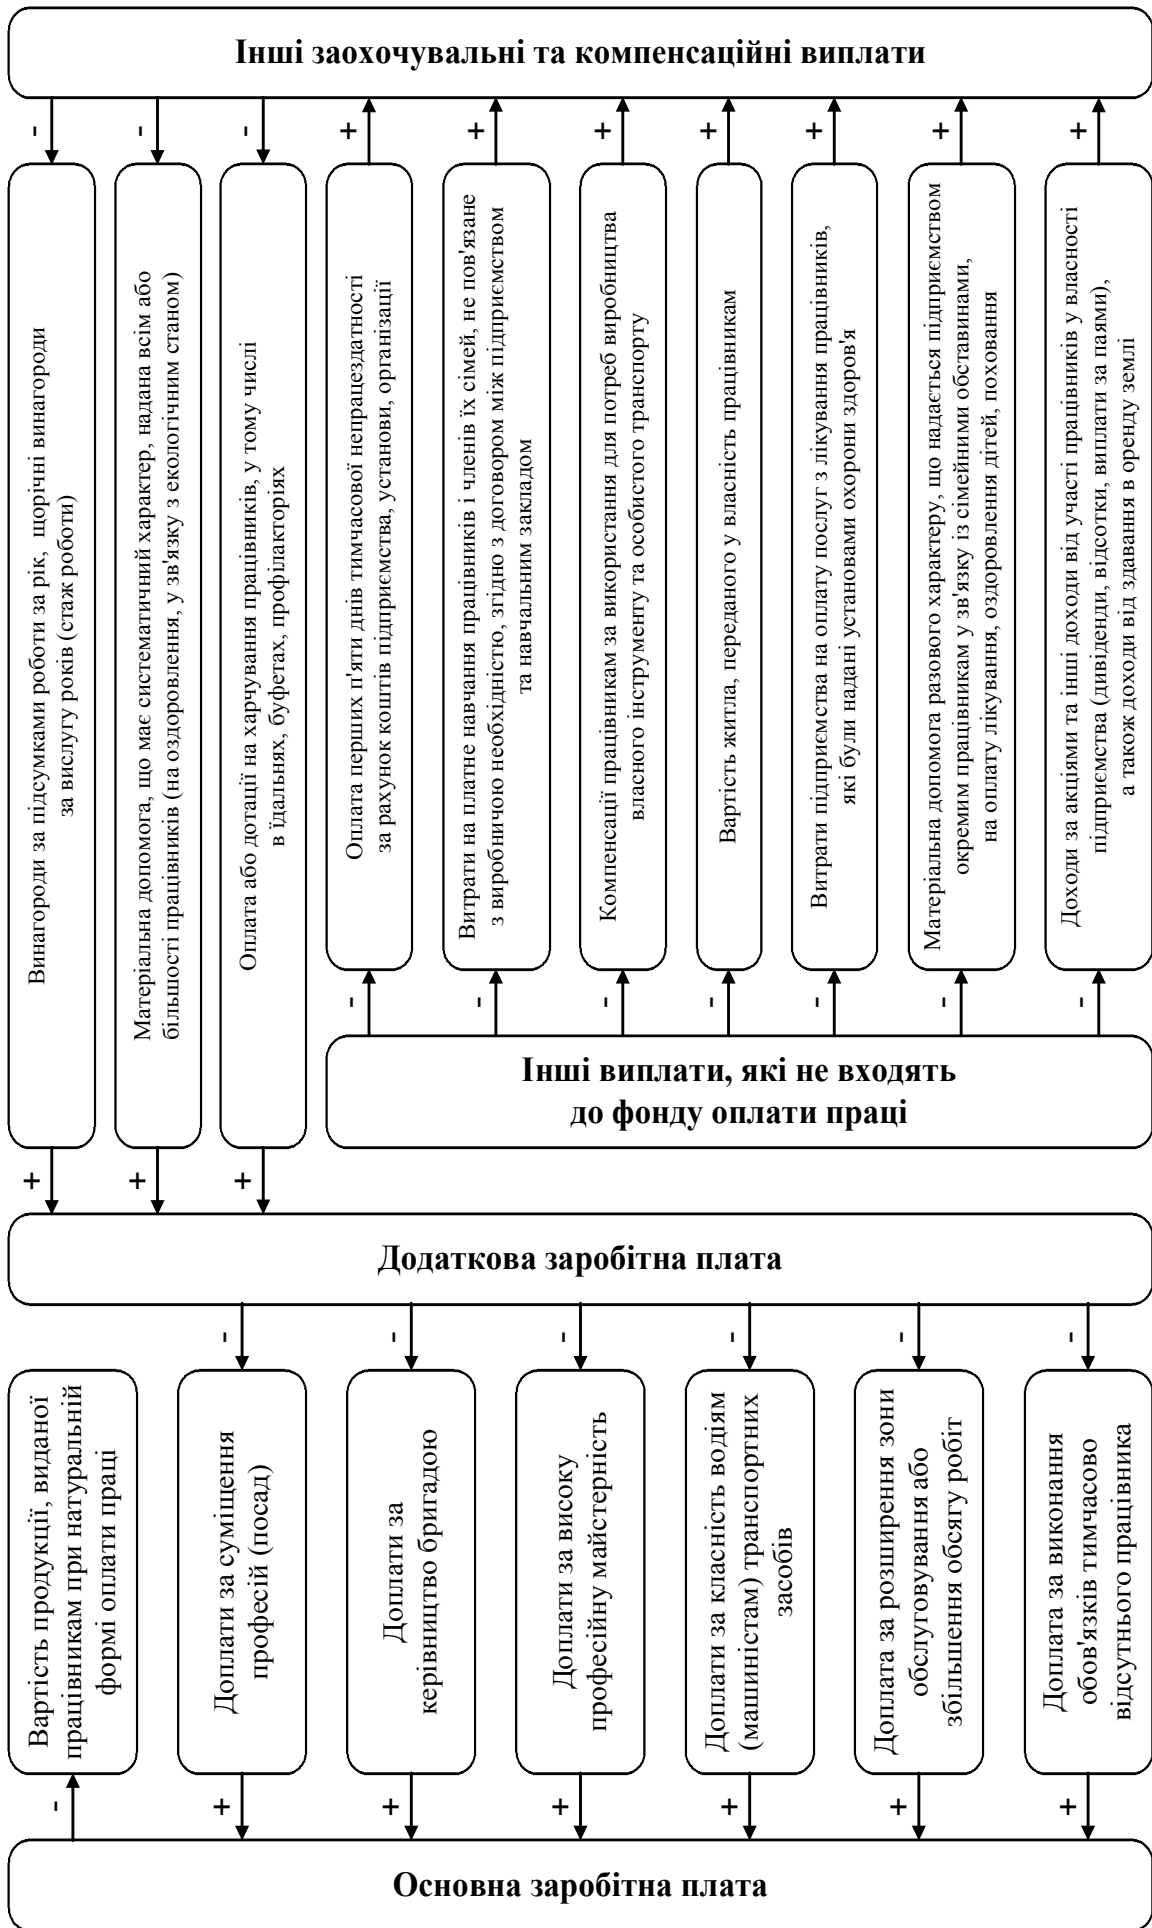 Основна заробітна плата
-
+
+
+
+
+
+
Вартість продукції, виданої
працівникам при натуральній
формі оплати праці
Доплати за суміщення
професій (посад)
Доплати за
керівництво бригадою
Доплати за високу
професійну майстерність
Доплати за класність водіям
(машиністам) транспортних
засобів
Доплата за розширення зони
обслуговування або
збільшення обсягу робіт
Доплата за виконання
обов'язків тимчасово
відсутнього працівника
-
-
-
-
-
-
Додаткова заробітна плата
+
+
+
Винагороди за підсумками роботи за рік, щорічні винагороди
за вислугу років (стаж роботи)
Матеріальна допомога, що має систематичний характер, надана всім або
більшості працівників (на оздоровлення, у зв'язку з екологічним станом)
Оплата або дотації на харчування працівників, у тому числі
в їдальнях, буфетах, профілакторіях
Інші виплати, які не входять
до фонду оплати праці
-
-
-
-
-
-
-
Оплата перших п'яти днів тимчасової непрацездатності
за рахунок коштів підприємства, установи, організації
Витрати на платне навчання працівників і членів їх сімей, не пов'язане
з виробничою необхідністю, згідно з договором між підприємством
та навчальним закладом
Компенсації працівникам за використання для потреб виробництва
власного інструменту та особистого транспорту
Вартість житла, переданого у власність працівникам
Витрати підприємства на оплату послуг з лікування працівників,
які були надані установами охорони здоров'я
Матеріальна допомога разового характеру, що надається підприємством
окремим працівникам у зв'язку із сімейними обставинами,
на оплату лікування, оздоровлення дітей, поховання
Доходи за акціями та інші доходи від участі працівників у власності
підприємства (дивіденди, відсотки, виплати за паями),
а також доходи від здавання в оренду землі
-
-
-
+
+
+
+
+
+
+
Інші заохочувальні та компенсаційні виплати